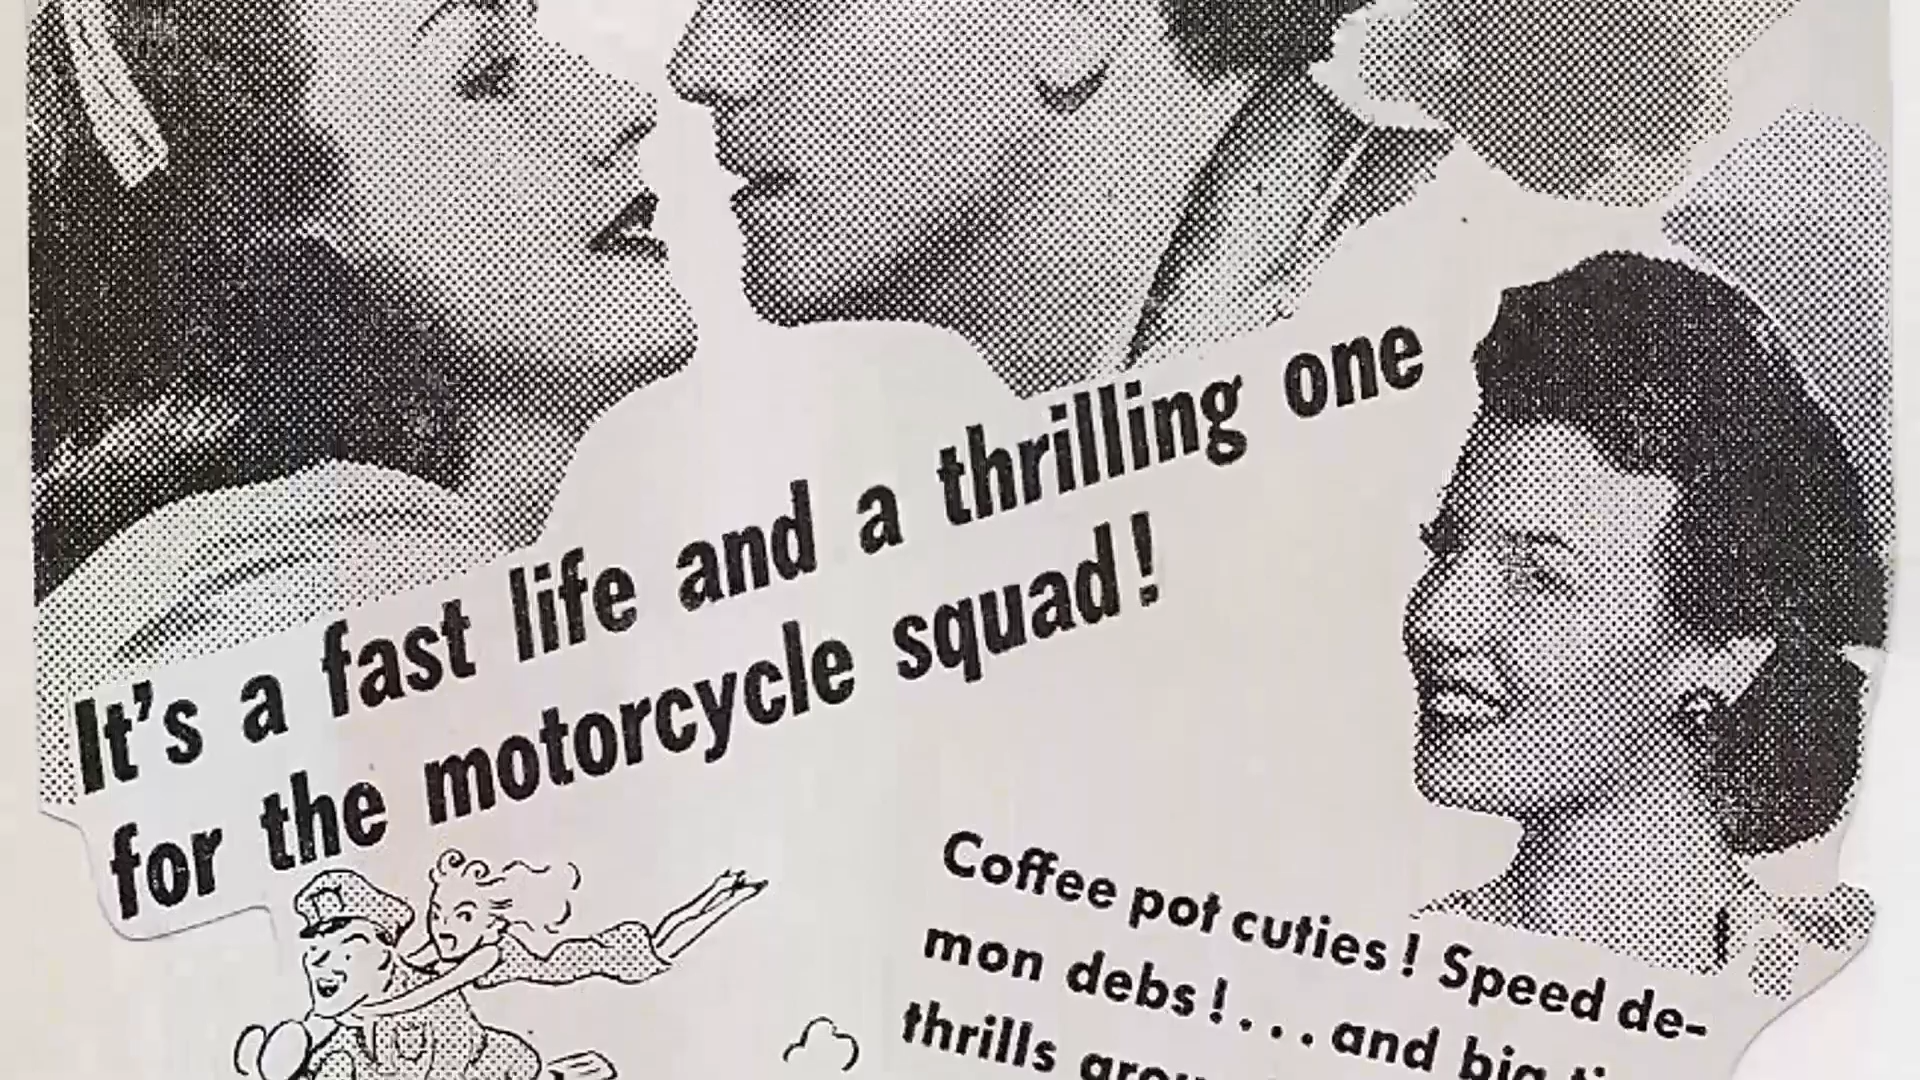 It's a fast life and a thrilling one
for the motorcycle squad!
Coffee pot cuties! Speed de-
mon debs!...and big
thrills